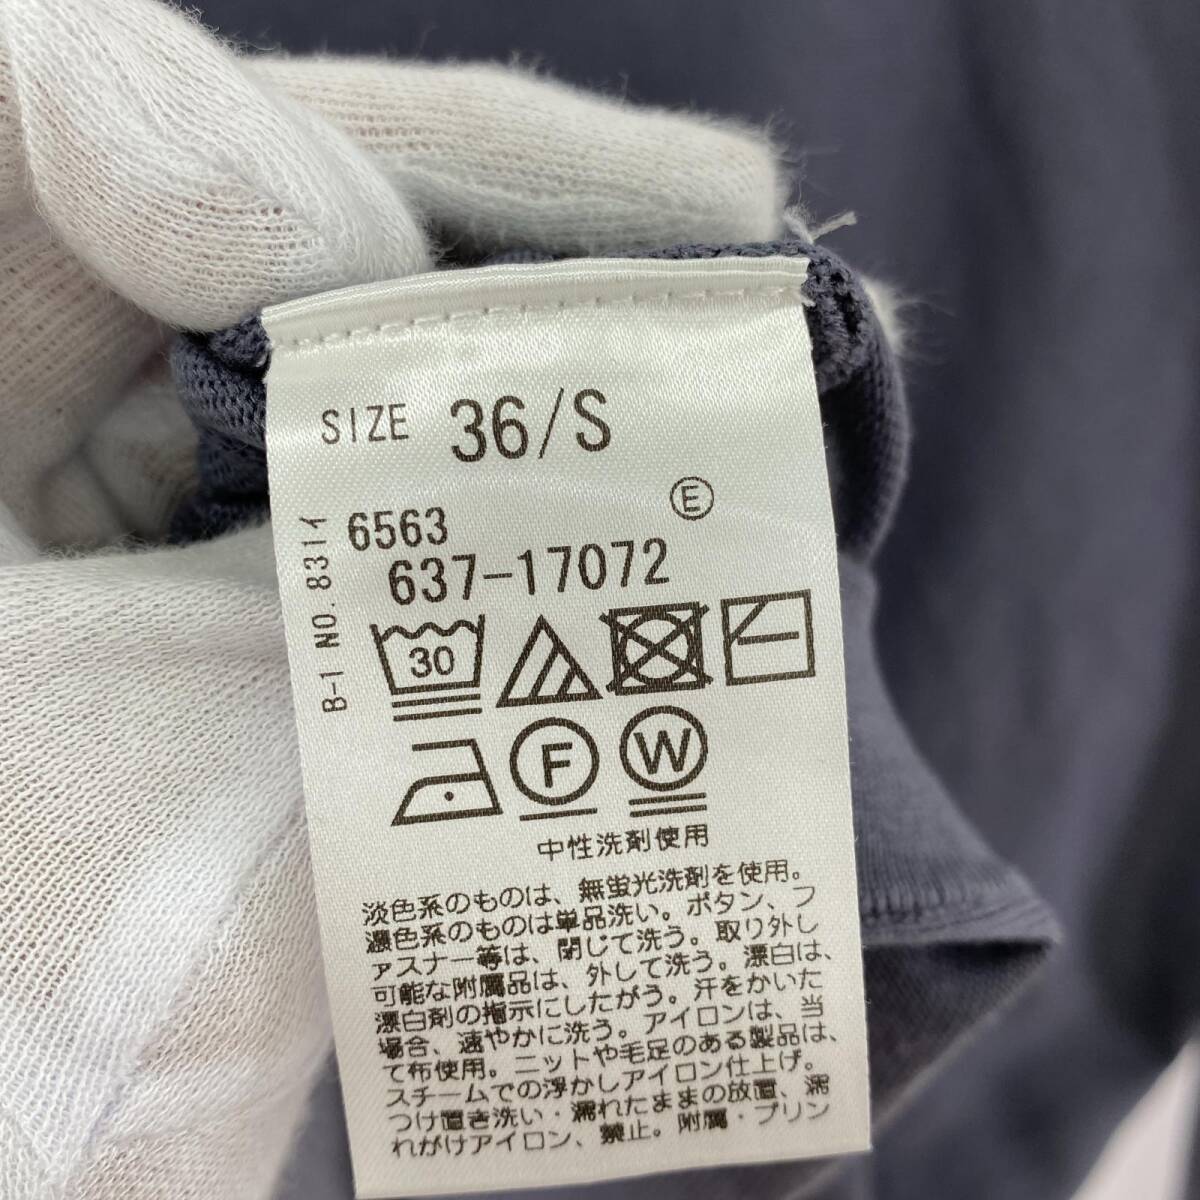 SIZE 36/S
Ⓔ
6563
637-17072
B-1 NO.831イ
30
F
W
中性洗剤使用
淡色系のものは、無蛍光洗剤を使用。
濃色系のものは単品洗い。ボタン、フ
ァスナー等は、閉じて洗う。取り外し
可能な附属品は、外して洗う。漂白は、
漂白剤の指示にしたがう。汗をかいた
場合、速やかに洗う。アイロンは、当
て布使用。ニットや毛足のある製品は、
スチームでの浮かしアイロン仕上げ。
つけ置き洗い・濡れたままの放置、濡
れがけアイロン、禁止。附属・プリン